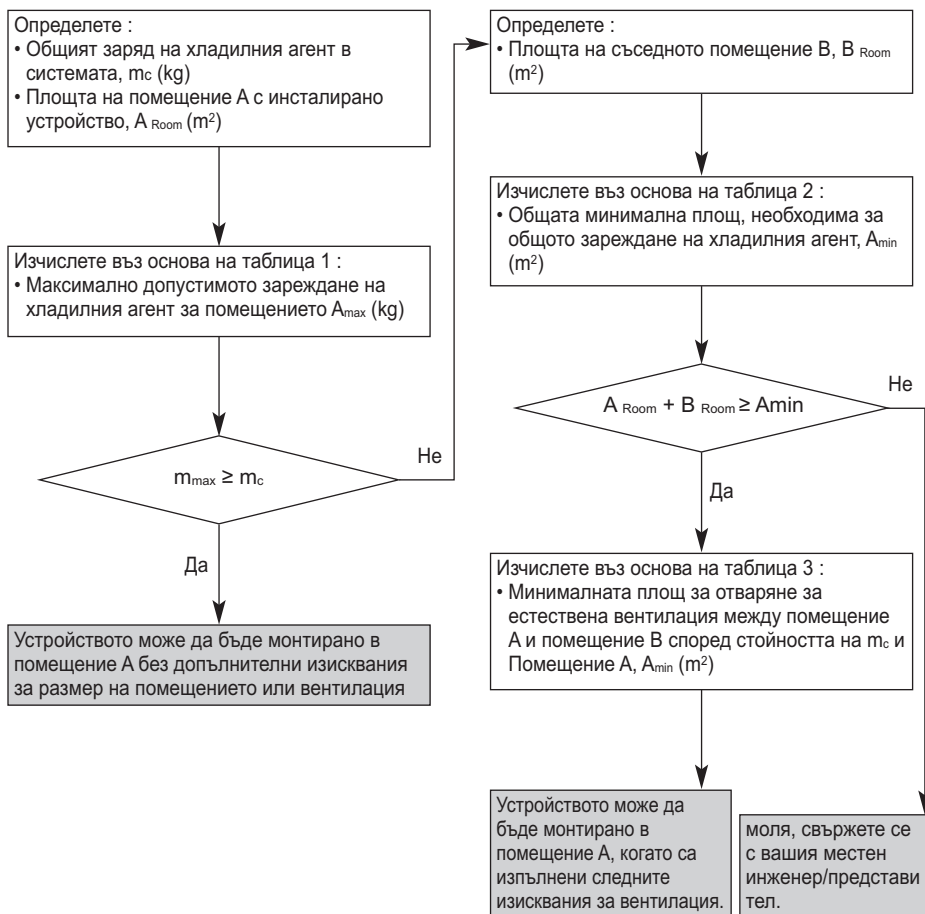 Определете :
• Общият заряд на хладилния агент в
системата, mc (kg)
• Площта на помещение A с инсталирано
устройство, A Room (m2)
Изчислете въз основа на таблица 1 :
• Максимално допустимото зареждане на
хладилния агент за помещението Amax (kg)
mmax ≥ mc
Не
Да
Устройството може да бъде монтирано в
помещение A без допълнителни изисквания
за размер на помещението или вентилация
Определете :
• Площта на съседното помещение B, B Room
(m2)
Изчислете въз основа на таблица 2 :
• Общата минимална площ, необходима за
общото зареждане на хладилния агент, Amin
(m2)
A Room + B Room ≥ Amin
Не
Да
Изчислете въз основа на таблица 3 :
• Минималната площ за отваряне за
естествена вентилация между помещение
A и помещение B според стойността на mc и
Помещение A, Amin (m2)
Устройството може да
бъде монтирано в
помещение A, когато са
изпълнени следните
изисквания за вентилация.
моля, свържете се
с вашия местен
инженер/представи
тел.